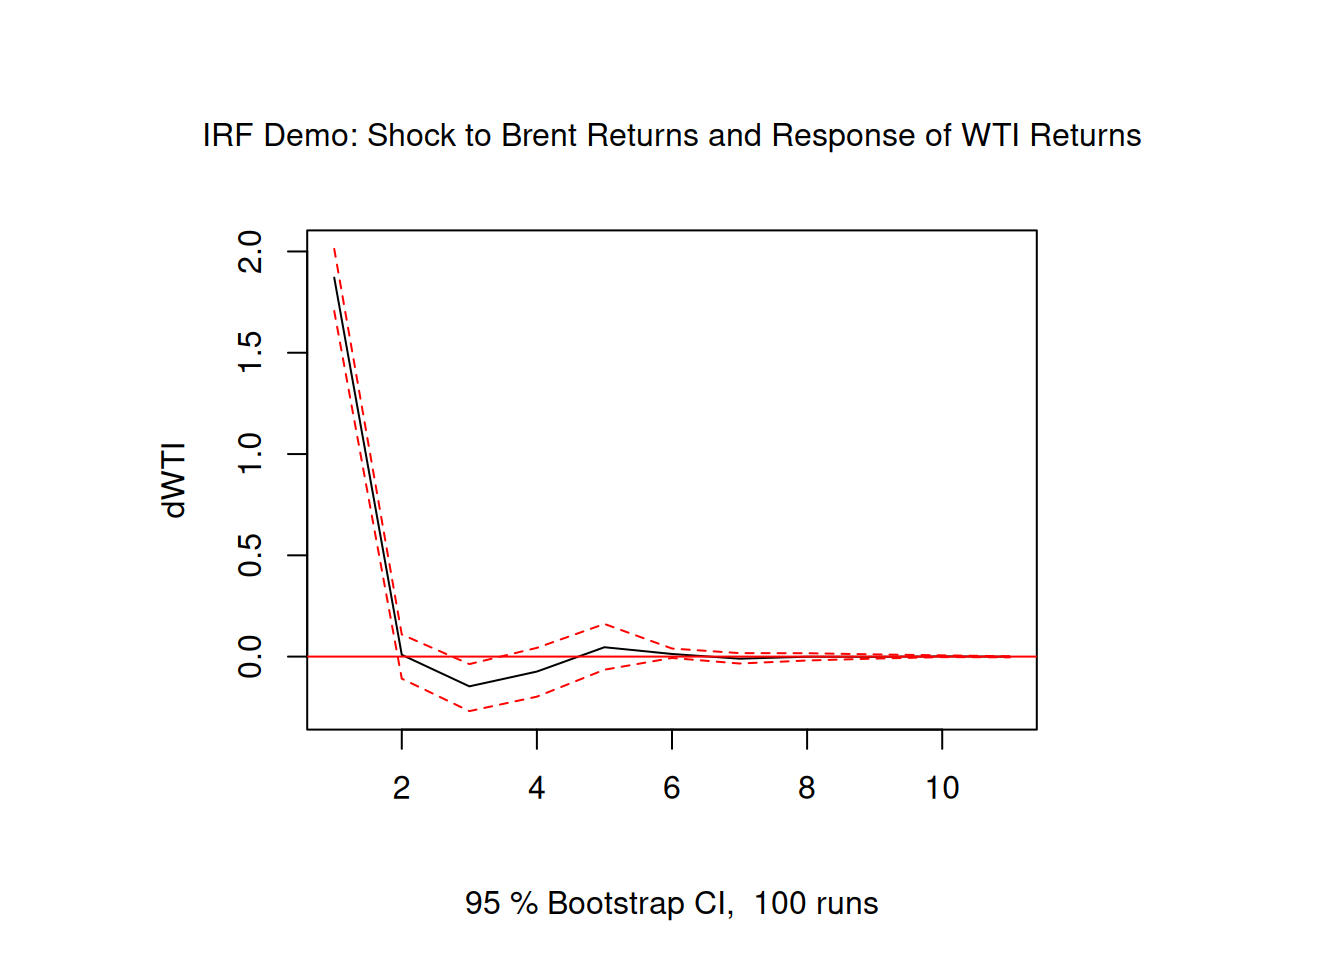 IRF Demo: Shock to Brent Returns and Response of WTI Returns
dWTI
2.0
1.5
1.0
0.5
0.0
2 4 6 8 10
95 % Bootstrap CI,  100 runs